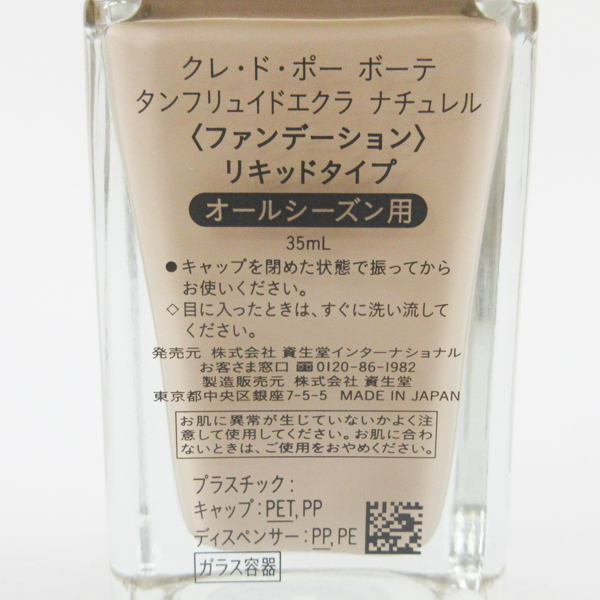 クレ・ド・ポー ボーテ
タンフリュイドエクラ ナチュレル
〈ファンデーション〉
リキッドタイプ
オールシーズン用
35mL
●キャップを閉めた状態で振ってから
お使いください。
◇目に入ったときは、すぐに洗い流して
ください。
発売元 株式会社 資生堂インターナショナル
お客さま窓口 0120-86-1982
製造販売元 株式会社 資生堂
東京都中央区銀座7-5-5 MADE IN JAPAN
お肌に異常が生じていないかよく注
意して使用してください。お肌に合わ
ないときは、ご使用をおやめください。
プラスチック:
キャップ:PET,PP
ディスペンサー:PP,PE
ガラス容器